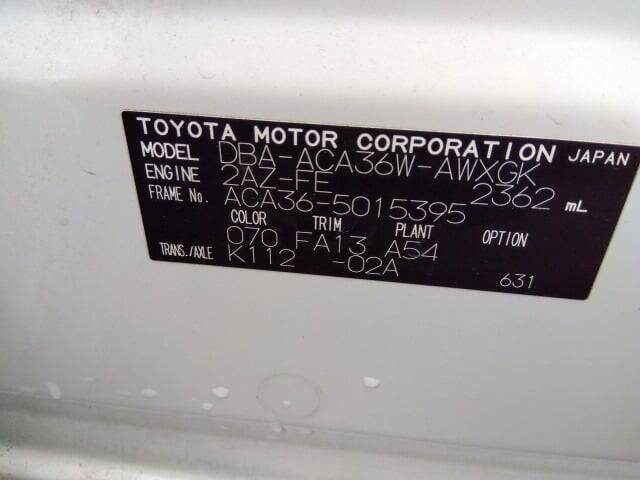 TOYOTA MOTOR CORPORATION JAPAN
MODEL DBA-ACA36W-AWXGK
ENGINE 2AZ-FE 2362 mL
FRAME No. ACA36-5015395
COLOR TRIM PLANT OPTION
070 FA13 A54
TRANS./AXLE K112 -02A
631